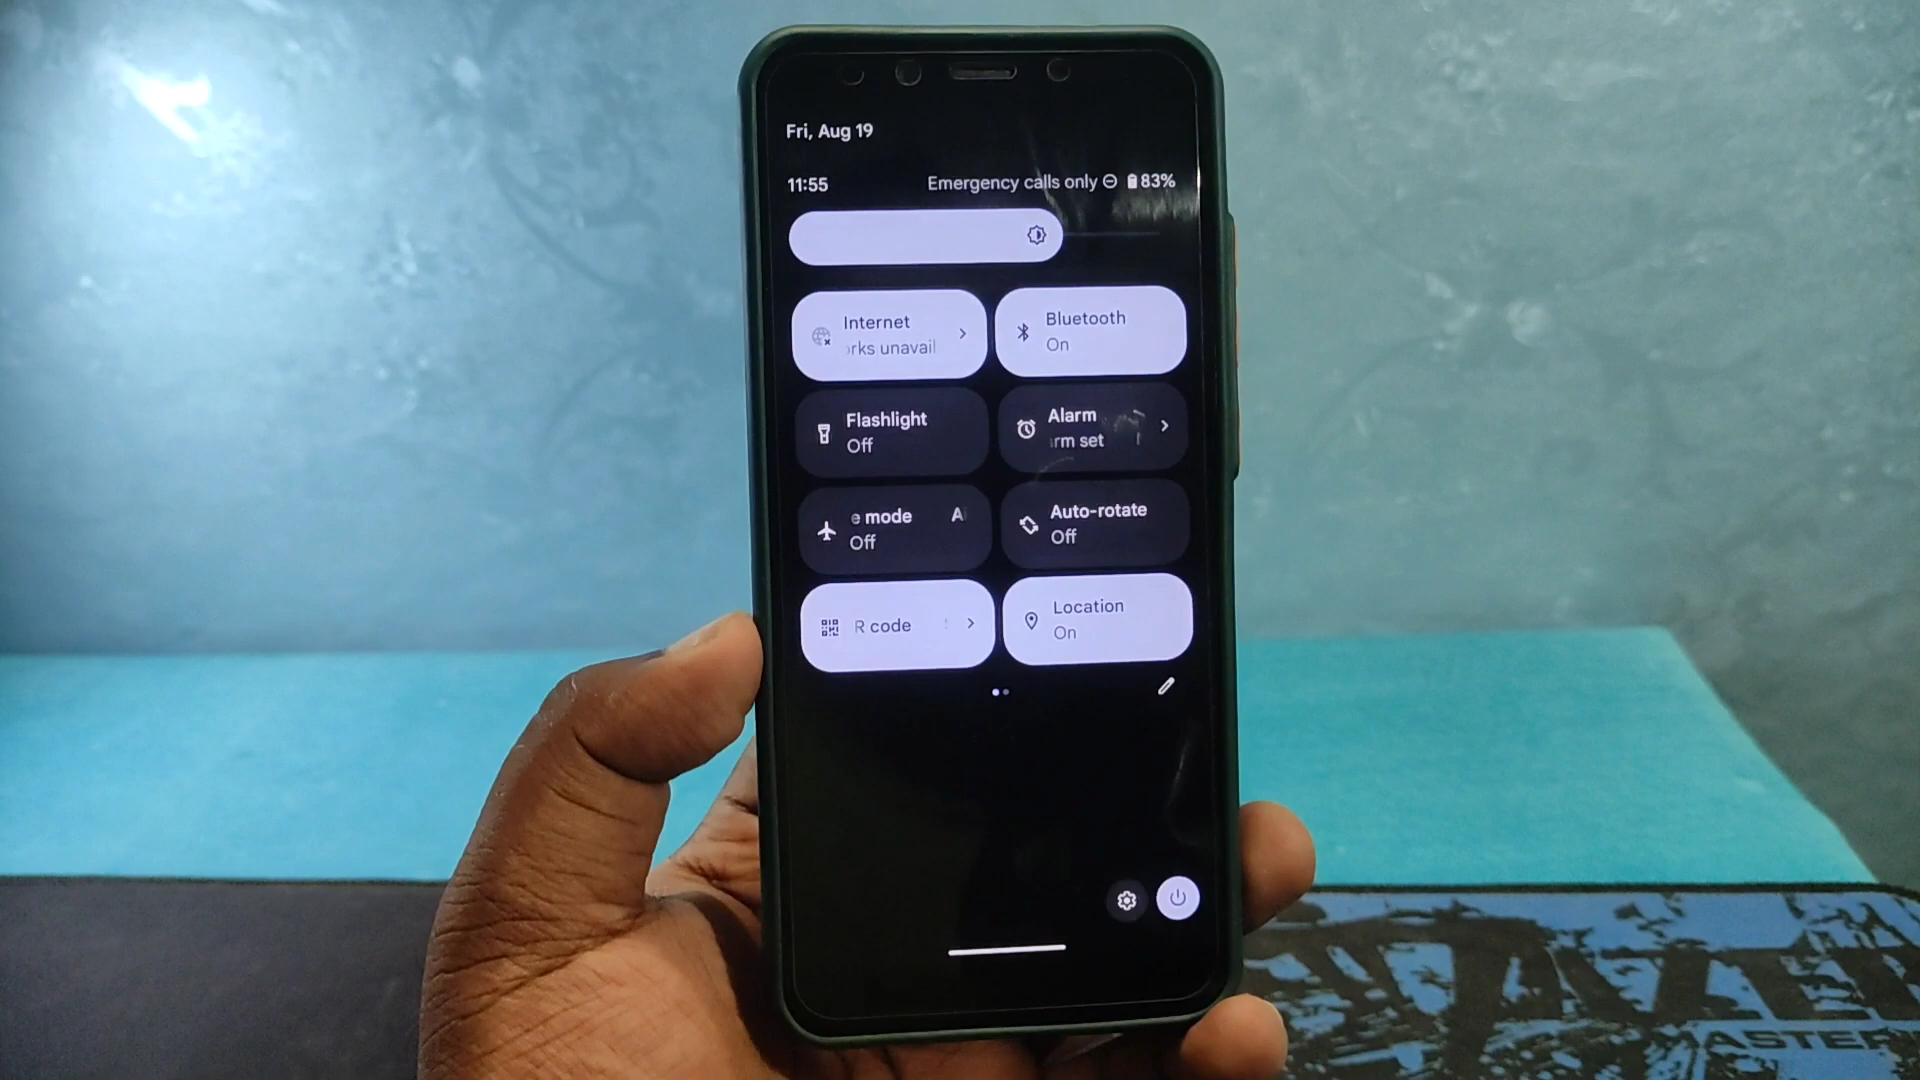 Fri, Aug 19
11:55 Emergency calls only 83%
Internet
rks unavail
Bluetooth
On
Flashlight
Off
Alarm
rm set
e mode A
Off
Auto-rotate
Off
R code
Location
On
MASTER